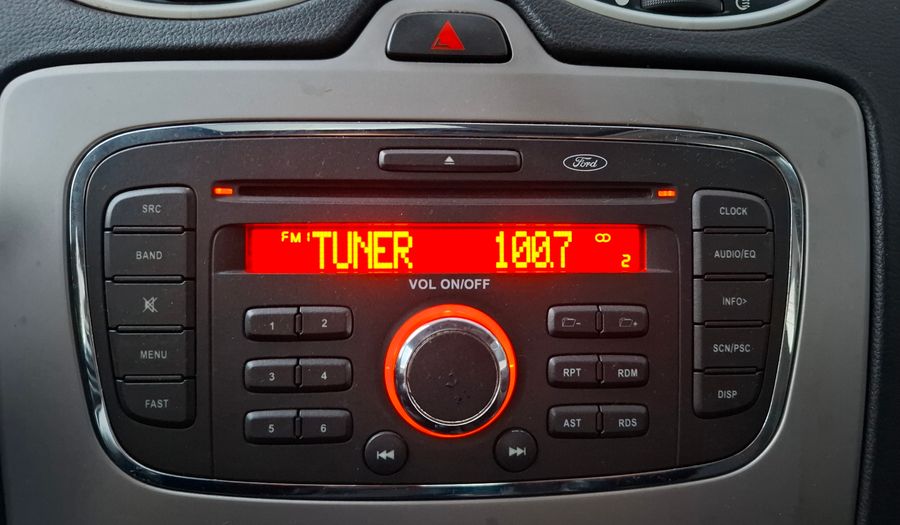 Ford
SRC
CLOCK
FM1 TUNER 100.7 2
BAND
AUDIO/EQ
VOL ON/OFF
INFO>
1 2
- +
MENU
3 4
RPT RDM
SCN/PSC
FAST
5 6
AST RDS
DISP